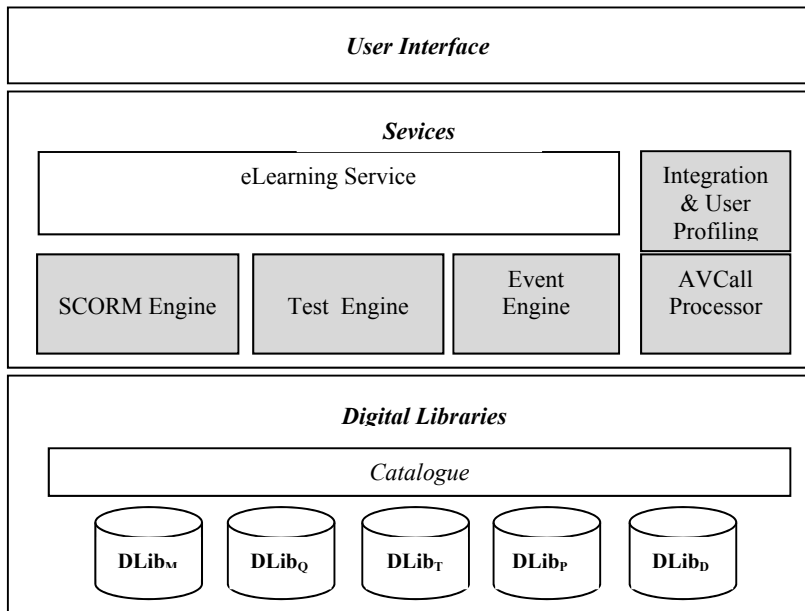 User Interface
Sevices
eLearning Service
Integration
& User
Profiling
SCORM Engine
Test Engine
Event
Engine
AVCall
Processor
Digital Libraries
Catalogue
DLibM
DLibQ
DLibT
DLibP
DLibD